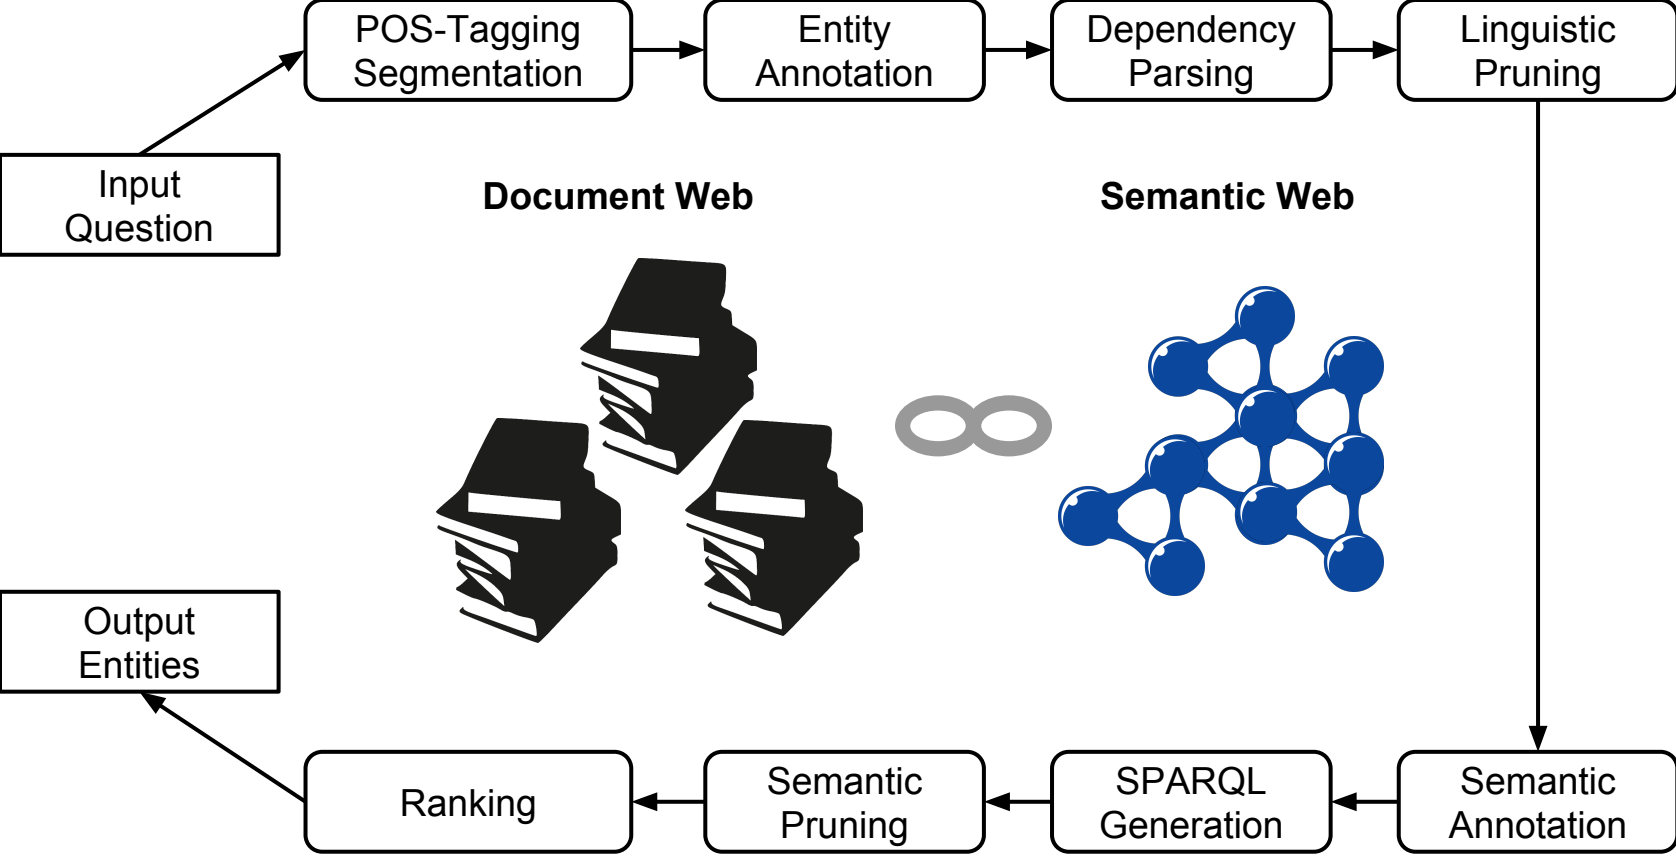 POS-Tagging
Segmentation
Entity
Annotation
Dependency
Parsing
Linguistic
Pruning
Input
Question
Document Web
Semantic Web
Output
Entities
Ranking
Semantic
Pruning
SPARQL
Generation
Semantic
Annotation